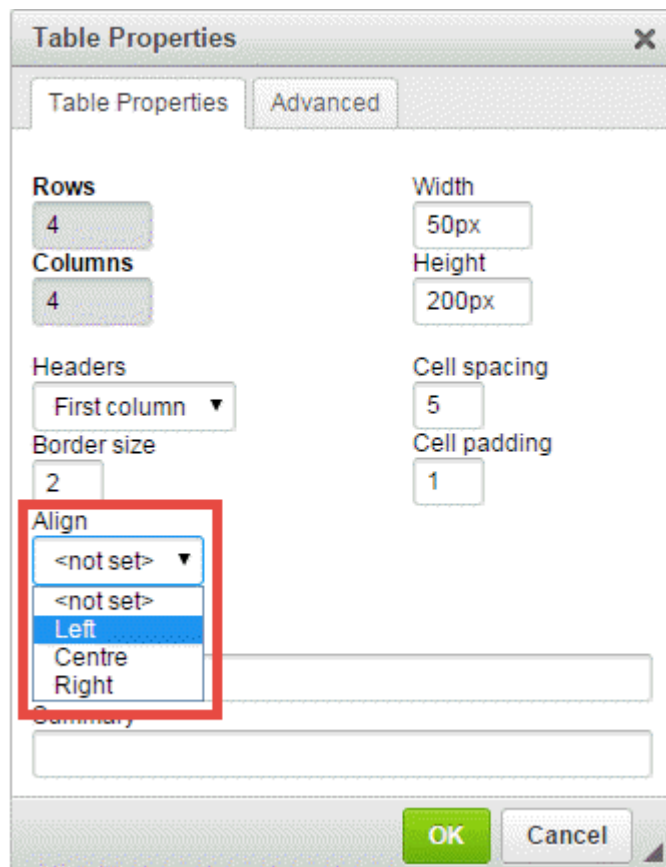 Table Properties
Table Properties
Advanced
Rows
4
Columns
4
Width
50px
Height
200px
Headers
First column
Border size
2
Cell spacing
5
Cell padding
1
Align
<not set>
<not set>
Left
Centre
Right
Summary
OK
Cancel